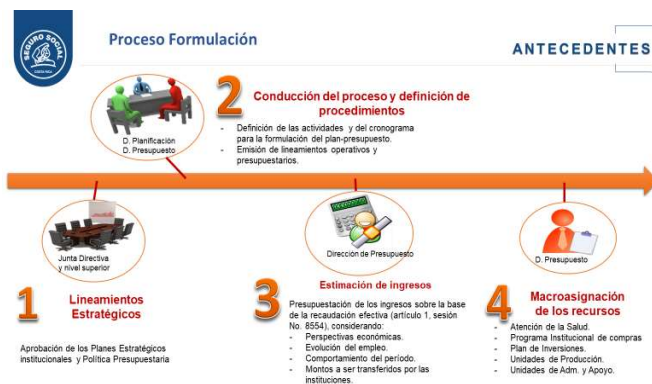 SEGURO SOCIAL
COSTA RICA
Proceso Formulación
ANTECEDENTES
D. Planificación
D. Presupuesto
2
Conducción del proceso y definición de
procedimientos
- Definición de las actividades y del cronograma
para la formulación del plan-presupuesto.
- Emisión de lineamientos operativos y
presupuestarios.
Junta Directiva
y nivel superior
1
Lineamientos
Estratégicos
Aprobación de los Planes Estratégicos
institucionales y Política Presupuestaria
Dirección de Presupuesto
3
Estimación de ingresos
Presupuestación de los ingresos sobre la base
de la recaudación efectiva (artículo 1, sesión
No. 8554), considerando:
- Perspectivas económicas.
- Evolución del empleo.
- Comportamiento del período.
- Montos a ser transferidos por las
instituciones.
D. Presupuesto
4
Macroasignación
de los recursos
- Atención de la Salud.
- Programa Institucional de compras
- Plan de Inversiones.
- Unidades de Producción.
- Unidades de Adm. y Apoyo.